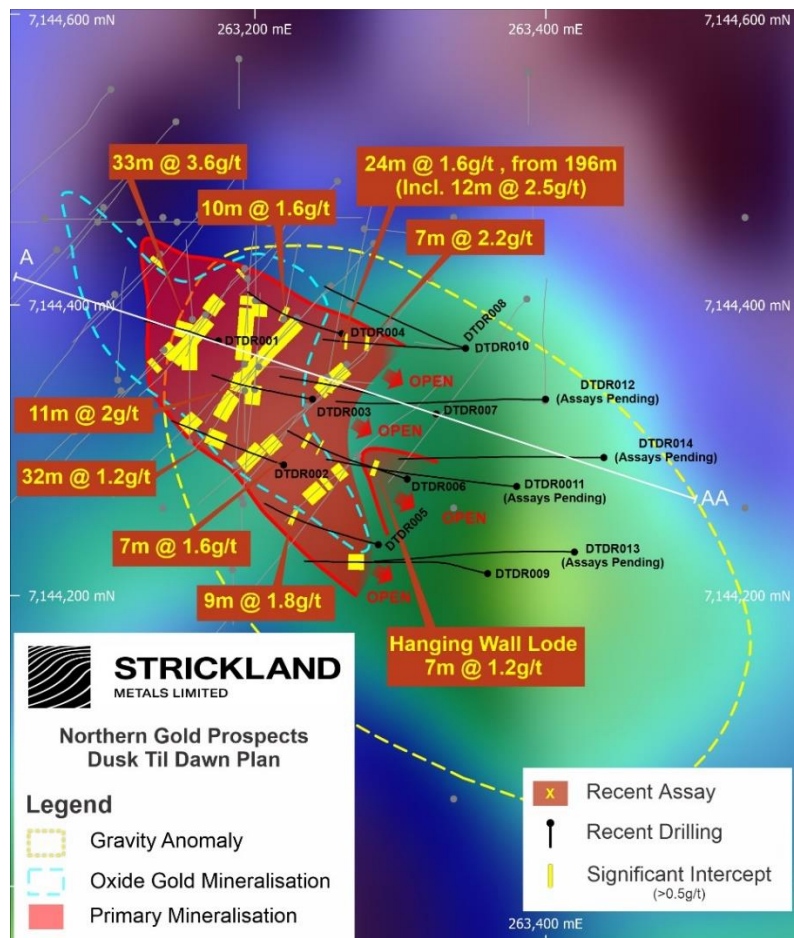 7,144,600 mN
263,200 mE
263,400 mE
7,144,600 mN
33m @ 3.6g/t
24m @ 1.6g/t , from 196m
(Incl. 12m @ 2.5g/t)
10m @ 1.6g/t
7m @ 2.2g/t
A
7,144,400 mN
7,144,400 mN
DTDR001
DTDR004
DTDR008
DTDR010
OPEN
DTDR012
(Assays Pending)
DTDR003
DTDR007
11m @ 2g/t
OPEN
DTDR014
(Assays Pending)
32m @ 1.2g/t
DTDR002
DTDR006
DTDR0011
(Assays Pending)
AA
7m @ 1.6g/t
DTDR005
OPEN
DTDR013
(Assays Pending)
DTDR009
9m @ 1.8g/t
OPEN
7,144,200 mN
7,144,200 mN
Hanging Wall Lode
7m @ 1.2g/t
STRICKLAND
METALS LIMITED
Northern Gold Prospects
Dusk Til Dawn Plan
Legend
Gravity Anomaly
Oxide Gold Mineralisation
Primary Mineralisation
x Recent Assay
Recent Drilling
Significant Intercept
(>0.5g/t)
263,400 mE